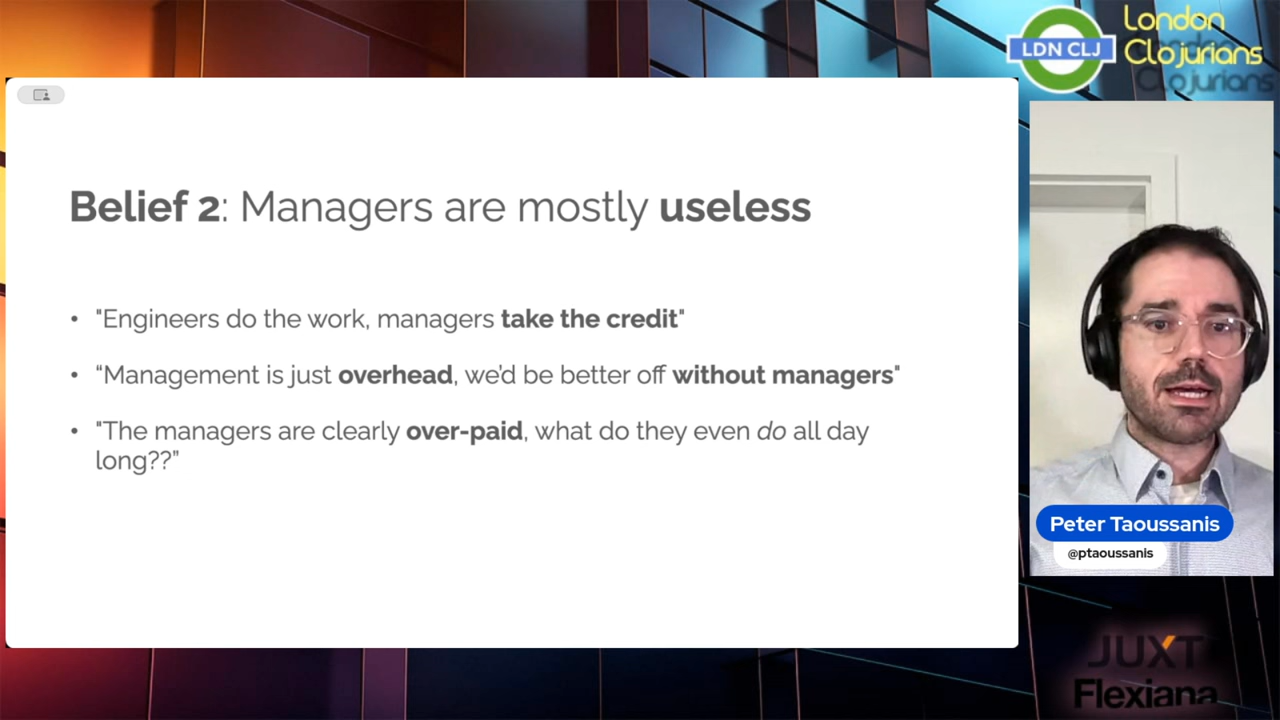 LDN CLJ
London
Clojurians
Clojurians
Belief 2: Managers are mostly useless
• "Engineers do the work, managers take the credit"
• “Management is just overhead, we’d be better off without managers"
• "The managers are clearly over-paid, what do they even do all day
long??”
Peter Taoussanis
@ptaoussanis
JUXT
Flexiana